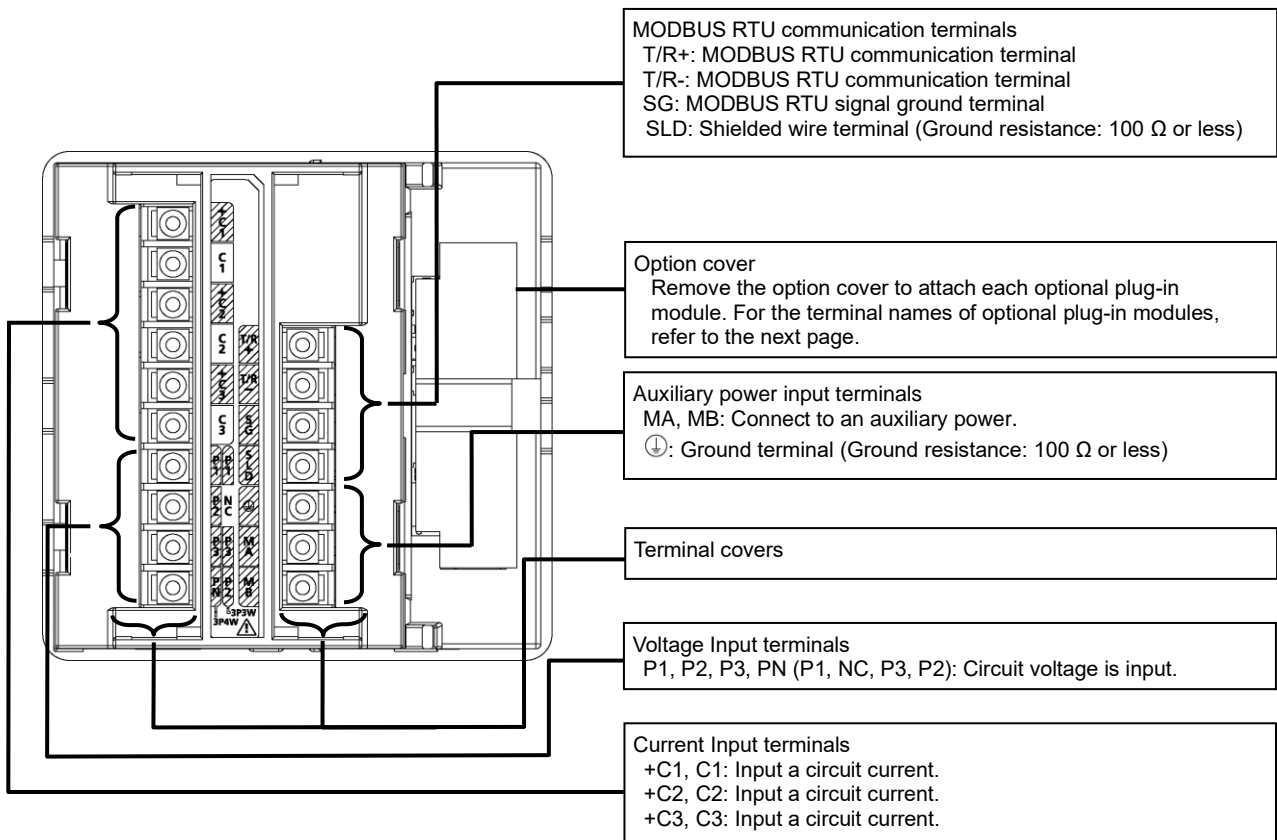 MODBUS RTU communication terminals
T/R+: MODBUS RTU communication terminal
T/R-: MODBUS RTU communication terminal
SG: MODBUS RTU signal ground terminal
SLD: Shielded wire terminal (Ground resistance: 100 Ω or less)
Option cover
Remove the option cover to attach each optional plug-in
module. For the terminal names of optional plug-in modules,
refer to the next page.
Auxiliary power input terminals
MA, MB: Connect to an auxiliary power.
⏚: Ground terminal (Ground resistance: 100 Ω or less)
Terminal covers
Voltage Input terminals
P1, P2, P3, PN (P1, NC, P3, P2): Circuit voltage is input.
Current Input terminals
+C1, C1: Input a circuit current.
+C2, C2: Input a circuit current.
+C3, C3: Input a circuit current.
+C1
C1
+C2
C2 T/R+
+C3 T/R-
C3 SG
P1 P1 SLD
P2 NC ⏚
P3 P3 MA
PN P2 MB
3P3W
3P4W